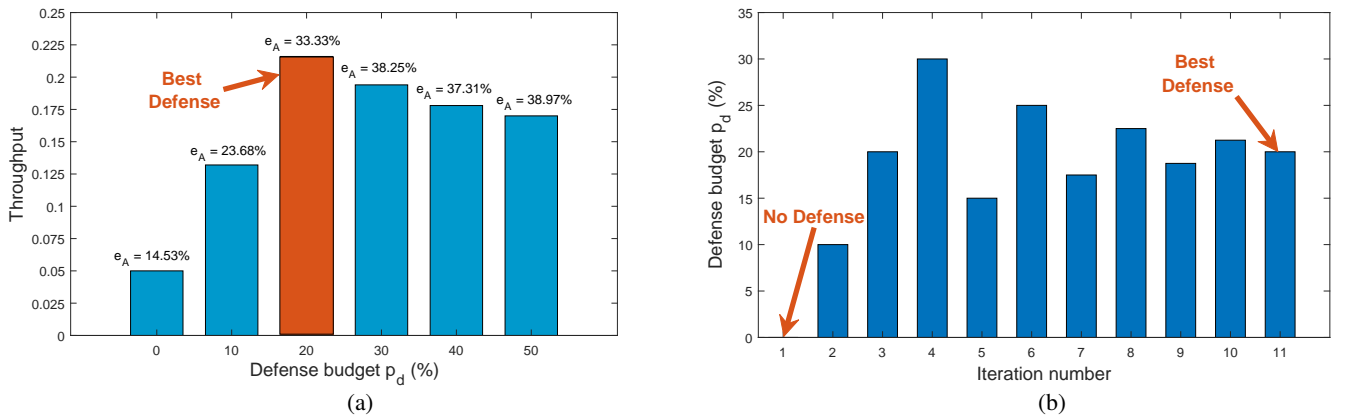 0.25
0.225
0.2
0.175
0.15
0.125
0.1
0.075
0.05
0.025
0
Throughput
e_A = 14.53%
e_A = 23.68%
e_A = 33.33%
e_A = 38.25%
e_A = 37.31%
e_A = 38.97%
Best
Defense
0 10 20 30 40 50
Defense budget p_d (%)
(a)
35
30
25
20
15
10
5
0
Defense budget p_d (%)
No Defense
Best
Defense
1 2 3 4 5 6 7 8 9 10 11
Iteration number
(b)